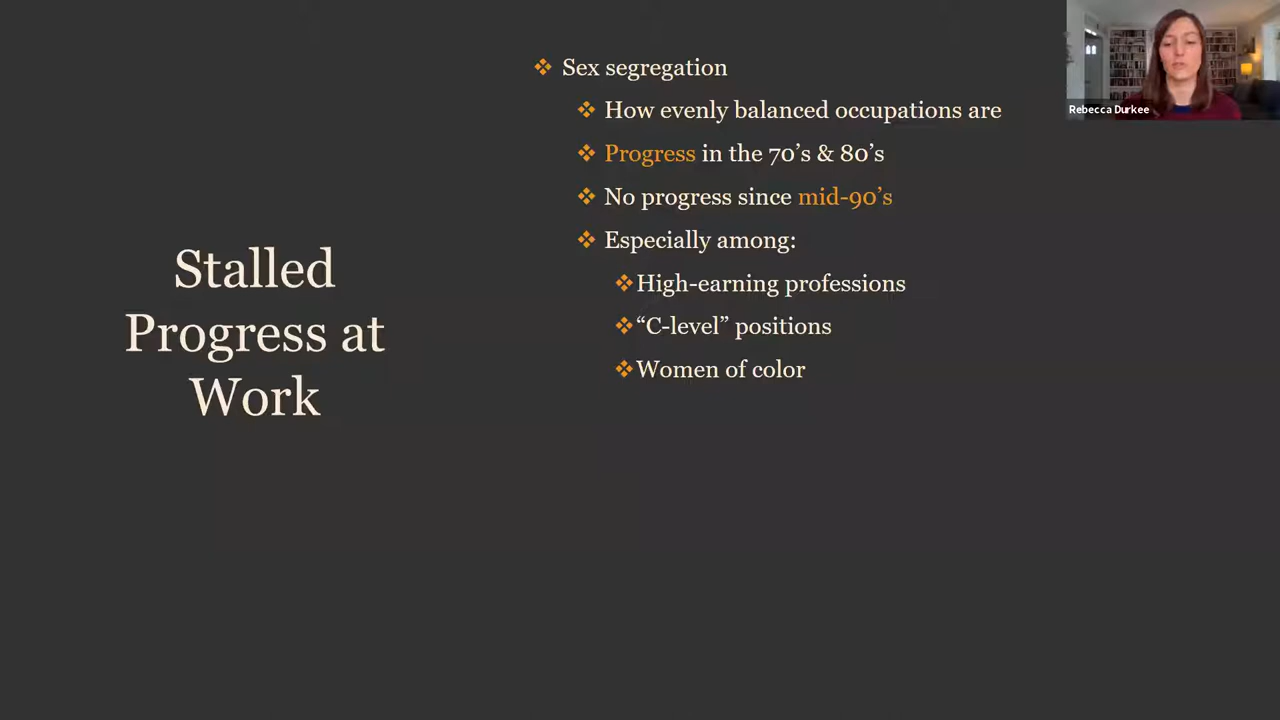 Stalled
Progress at
Work
Sex segregation
How evenly balanced occupations are
Progress in the 70’s & 80’s
No progress since mid-90’s
Especially among:
High-earning professions
“C-level” positions
Women of color
Rebecca Durkee